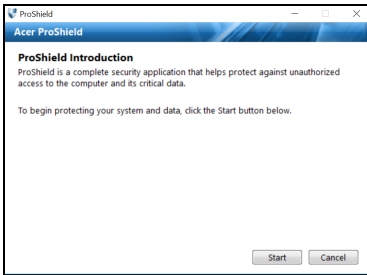 ProShield
Acer ProShield
ProShield Introduction
ProShield is a complete security application that helps protect against unauthorized
access to the computer and its critical data.
To begin protecting your system and data, click the Start button below.
Start Cancel